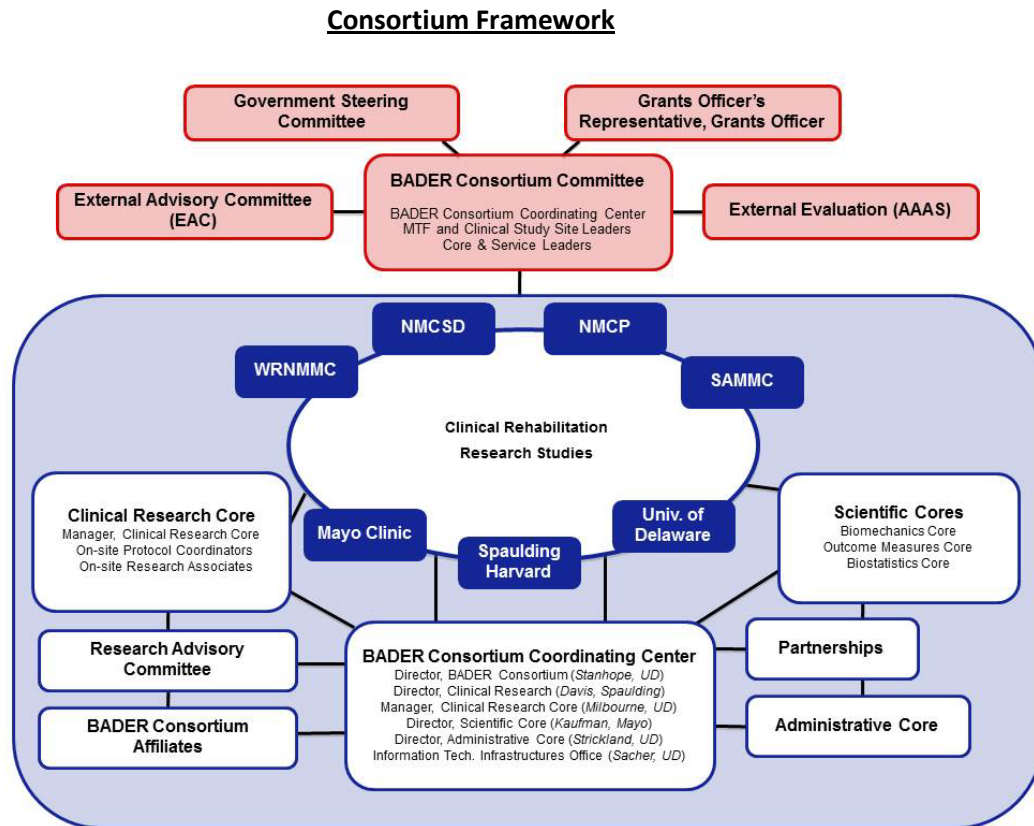 Consortium Framework
Government Steering
Committee
Grants Officer's
Representative, Grants Officer
BADER Consortium Committee
BADER Consortium Coordinating Center
MTF and Clinical Study Site Leaders
Core & Service Leaders
External Advisory Committee
(EAC)
External Evaluation (AAAS)
NMCSD
NMCP
WRNMMC
SAMMC
Clinical Rehabilitation
Research Studies
Mayo Clinic
Spaulding
Harvard
Univ. of
Delaware
Clinical Research Core
Manager, Clinical Research Core
On-site Protocol Coordinators
On-site Research Associates
Scientific Cores
Biomechanics Core
Outcome Measures Core
Biostatistics Core
Research Advisory
Committee
BADER Consortium
Affiliates
BADER Consortium Coordinating Center
Director, BADER Consortium (Stanhope, UD)
Director, Clinical Research (Davis, Spaulding)
Manager, Clinical Research Core (Milbourne, UD)
Director, Scientific Core (Kaufman, Mayo)
Director, Administrative Core (Strickland, UD)
Information Tech. Infrastructures Office (Sacher, UD)
Partnerships
Administrative Core